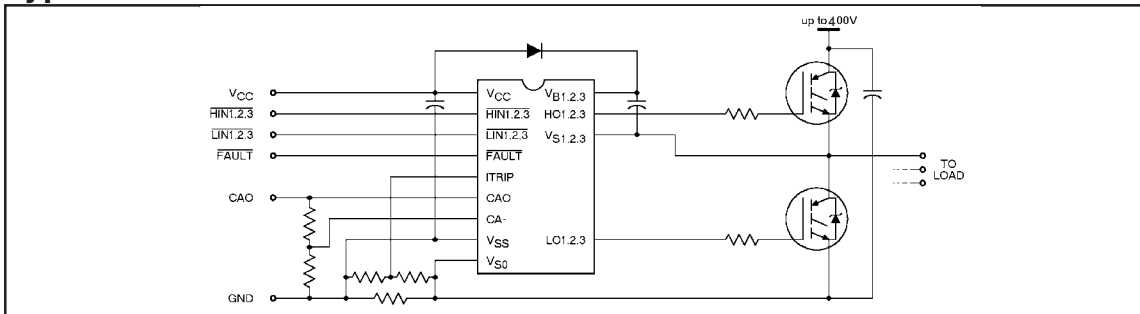 up to 400V
VCC
HIN1,2,3
LIN1,2,3
FAULT
CAO
GND
VCC
HIN1,2,3
LIN1,2,3
FAULT
ITRIP
CAO
CA-
VSS
VS0
VB1,2,3
HO1,2,3
VS1,2,3
LO1,2,3
TO
LOAD